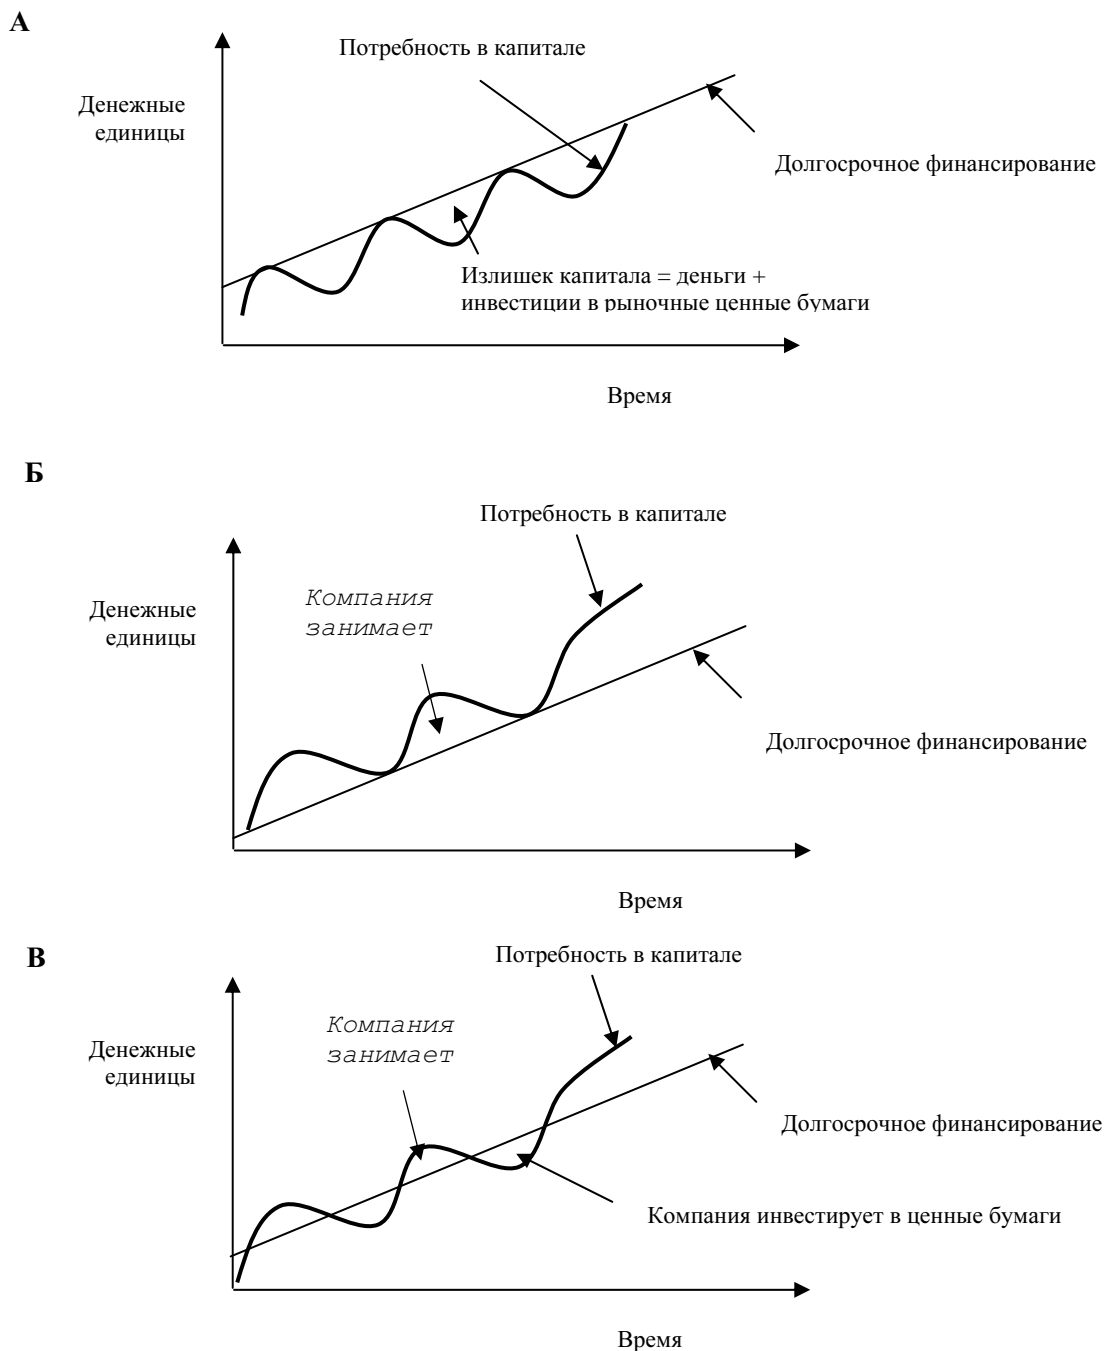 А
Потребность в капитале
Денежные
единицы
Долгосрочное финансирование
Излишек капитала = деньги +
инвестиции в рыночные ценные бумаги
Время
Б
Потребность в капитале
Компания
занимает
Денежные
единицы
Долгосрочное финансирование
Время
В
Потребность в капитале
Компания
занимает
Денежные
единицы
Долгосрочное финансирование
Компания инвестирует в ценные бумаги
Время